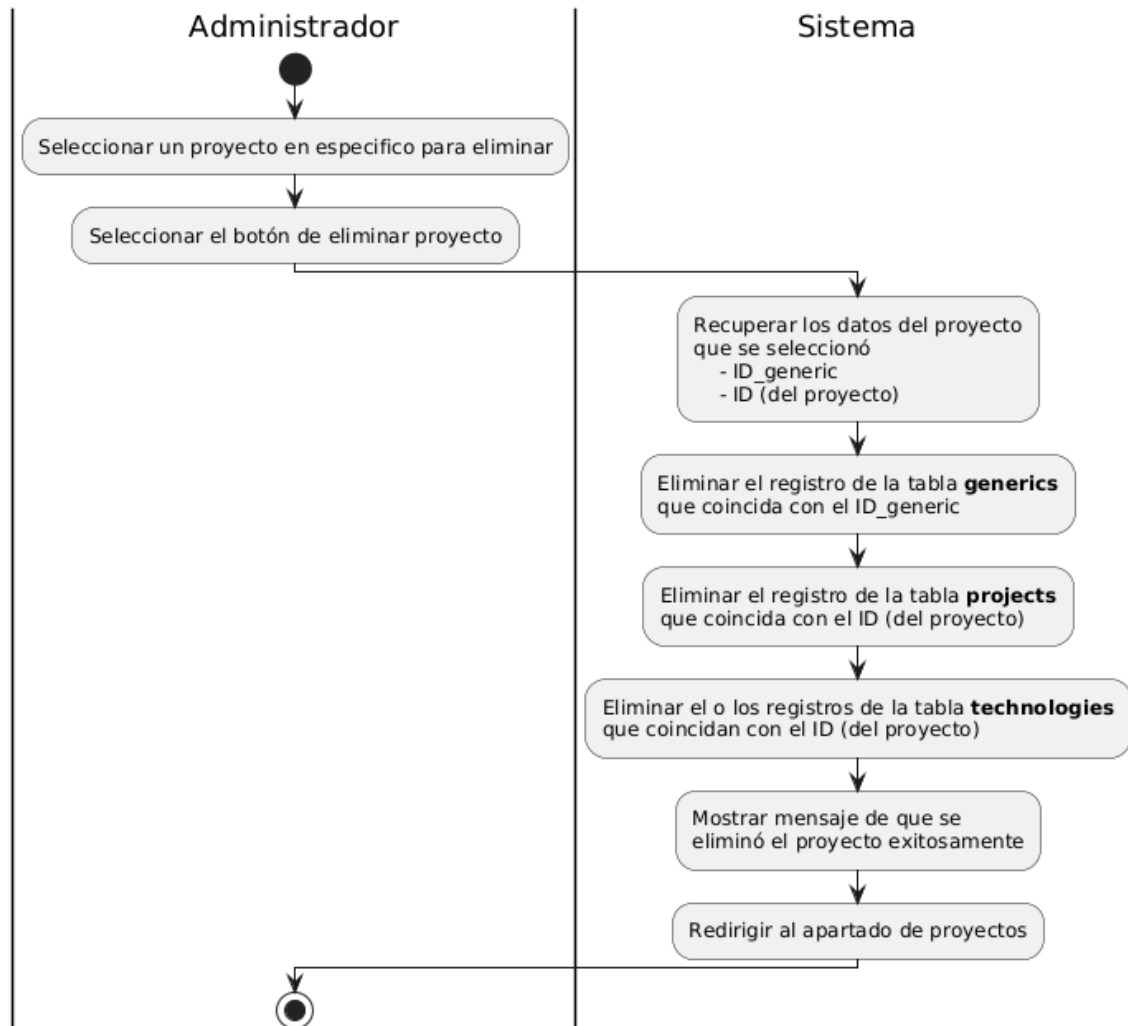 Administrador
Sistema
Seleccionar un proyecto en especifico para eliminar
Seleccionar el botón de eliminar proyecto
Recuperar los datos del proyecto
que se seleccionó
- ID_generic
- ID (del proyecto)
Eliminar el registro de la tabla generics
que coincida con el ID_generic
Eliminar el registro de la tabla projects
que coincida con el ID (del proyecto)
Eliminar el o los registros de la tabla technologies
que coincidan con el ID (del proyecto)
Mostrar mensaje de que se
eliminó el proyecto exitosamente
Redirigir al apartado de proyectos